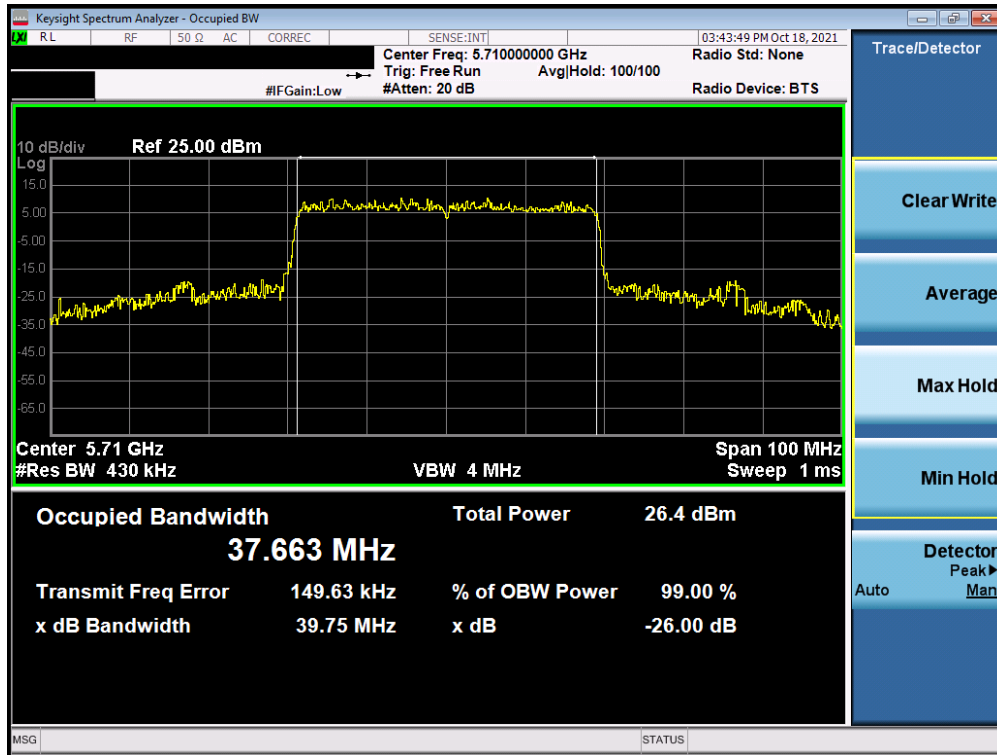 Keysight Spectrum Analyzer - Occupied BW
LXI RL RF 50 Ω AC CORREC SENSE:INT 03:43:49 PM Oct 18, 2021
Center Freq: 5.710000000 GHz Radio Std: None
Trig: Free Run Avg|Hold: 100/100
#IFGain:Low #Atten: 20 dB Radio Device: BTS
10 dB/div Ref 25.00 dBm
Log
15.0
5.00
-5.00
-15.0
-25.0
-35.0
-45.0
-55.0
-65.0
Center 5.71 GHz Span 100 MHz
#Res BW 430 kHz VBW 4 MHz Sweep 1 ms
Occupied Bandwidth Total Power 26.4 dBm
37.663 MHz
Transmit Freq Error 149.63 kHz % of OBW Power 99.00 %
x dB Bandwidth 39.75 MHz x dB -26.00 dB
MSG STATUS
Trace/Detector
Clear Write
Average
Max Hold
Min Hold
Detector
Peak▶
Auto Man